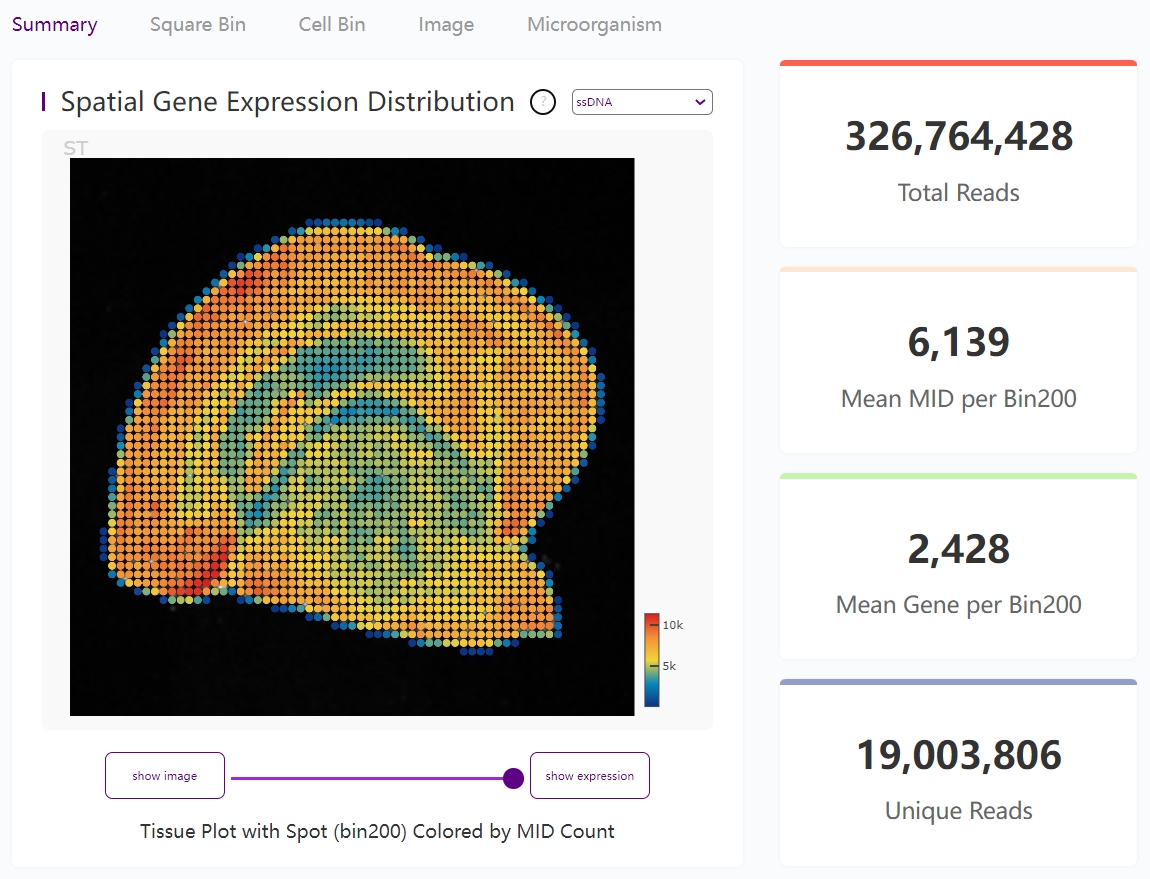 Summary Square Bin Cell Bin Image Microorganism
Spatial Gene Expression Distribution ? ssDNA
ST
10k
5k
show image show expression
Tissue Plot with Spot (bin200) Colored by MID Count
326,764,428
Total Reads
6,139
Mean MID per Bin200
2,428
Mean Gene per Bin200
19,003,806
Unique Reads